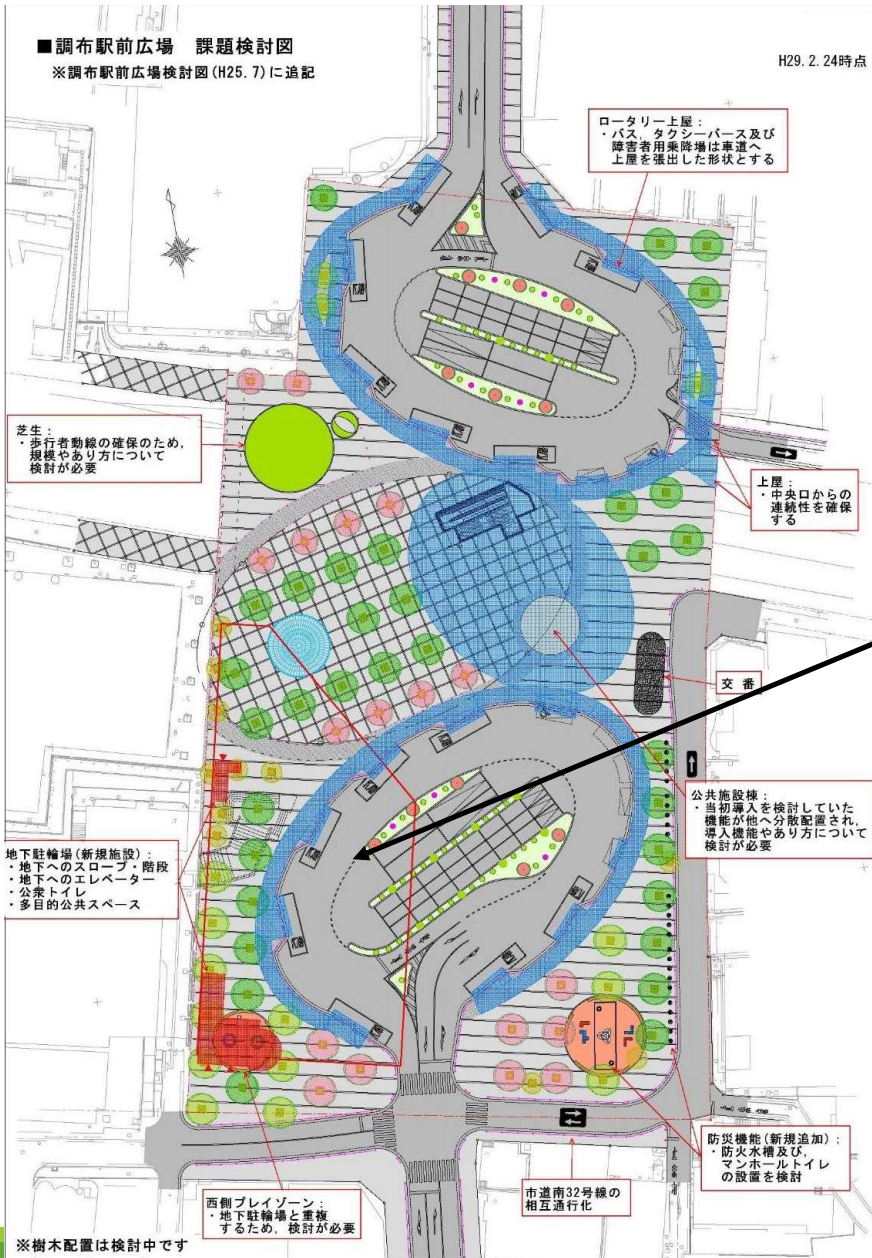 ■調布駅前広場　課題検討図
※調布駅前広場検討図(H25.7)に追記
H29.2.24時点
ロータリー上屋：
・バス，タクシーバース及び
障害者用乗降場は車道へ
上屋を張出した形状とする
芝生：
・歩行者動線の確保のため，
規模やあり方について
検討が必要
上屋：
・中央口からの
連続性を確保
する
交番
公共施設棟：
・当初導入を検討していた
機能が他へ分散配置され，
導入機能やあり方について
検討が必要
地下駐輪場(新規施設)：
・地下へのスロープ・階段
・地下へのエレベーター
・公衆トイレ
・多目的公共スペース
防災機能(新規追加)：
・防火水槽及び，
マンホールトイレ
の設置を検討
市道南32号線の
相互通行化
西側プレイゾーン：
・地下駐輪場と重複
するため，検討が必要
※樹木配置は検討中です